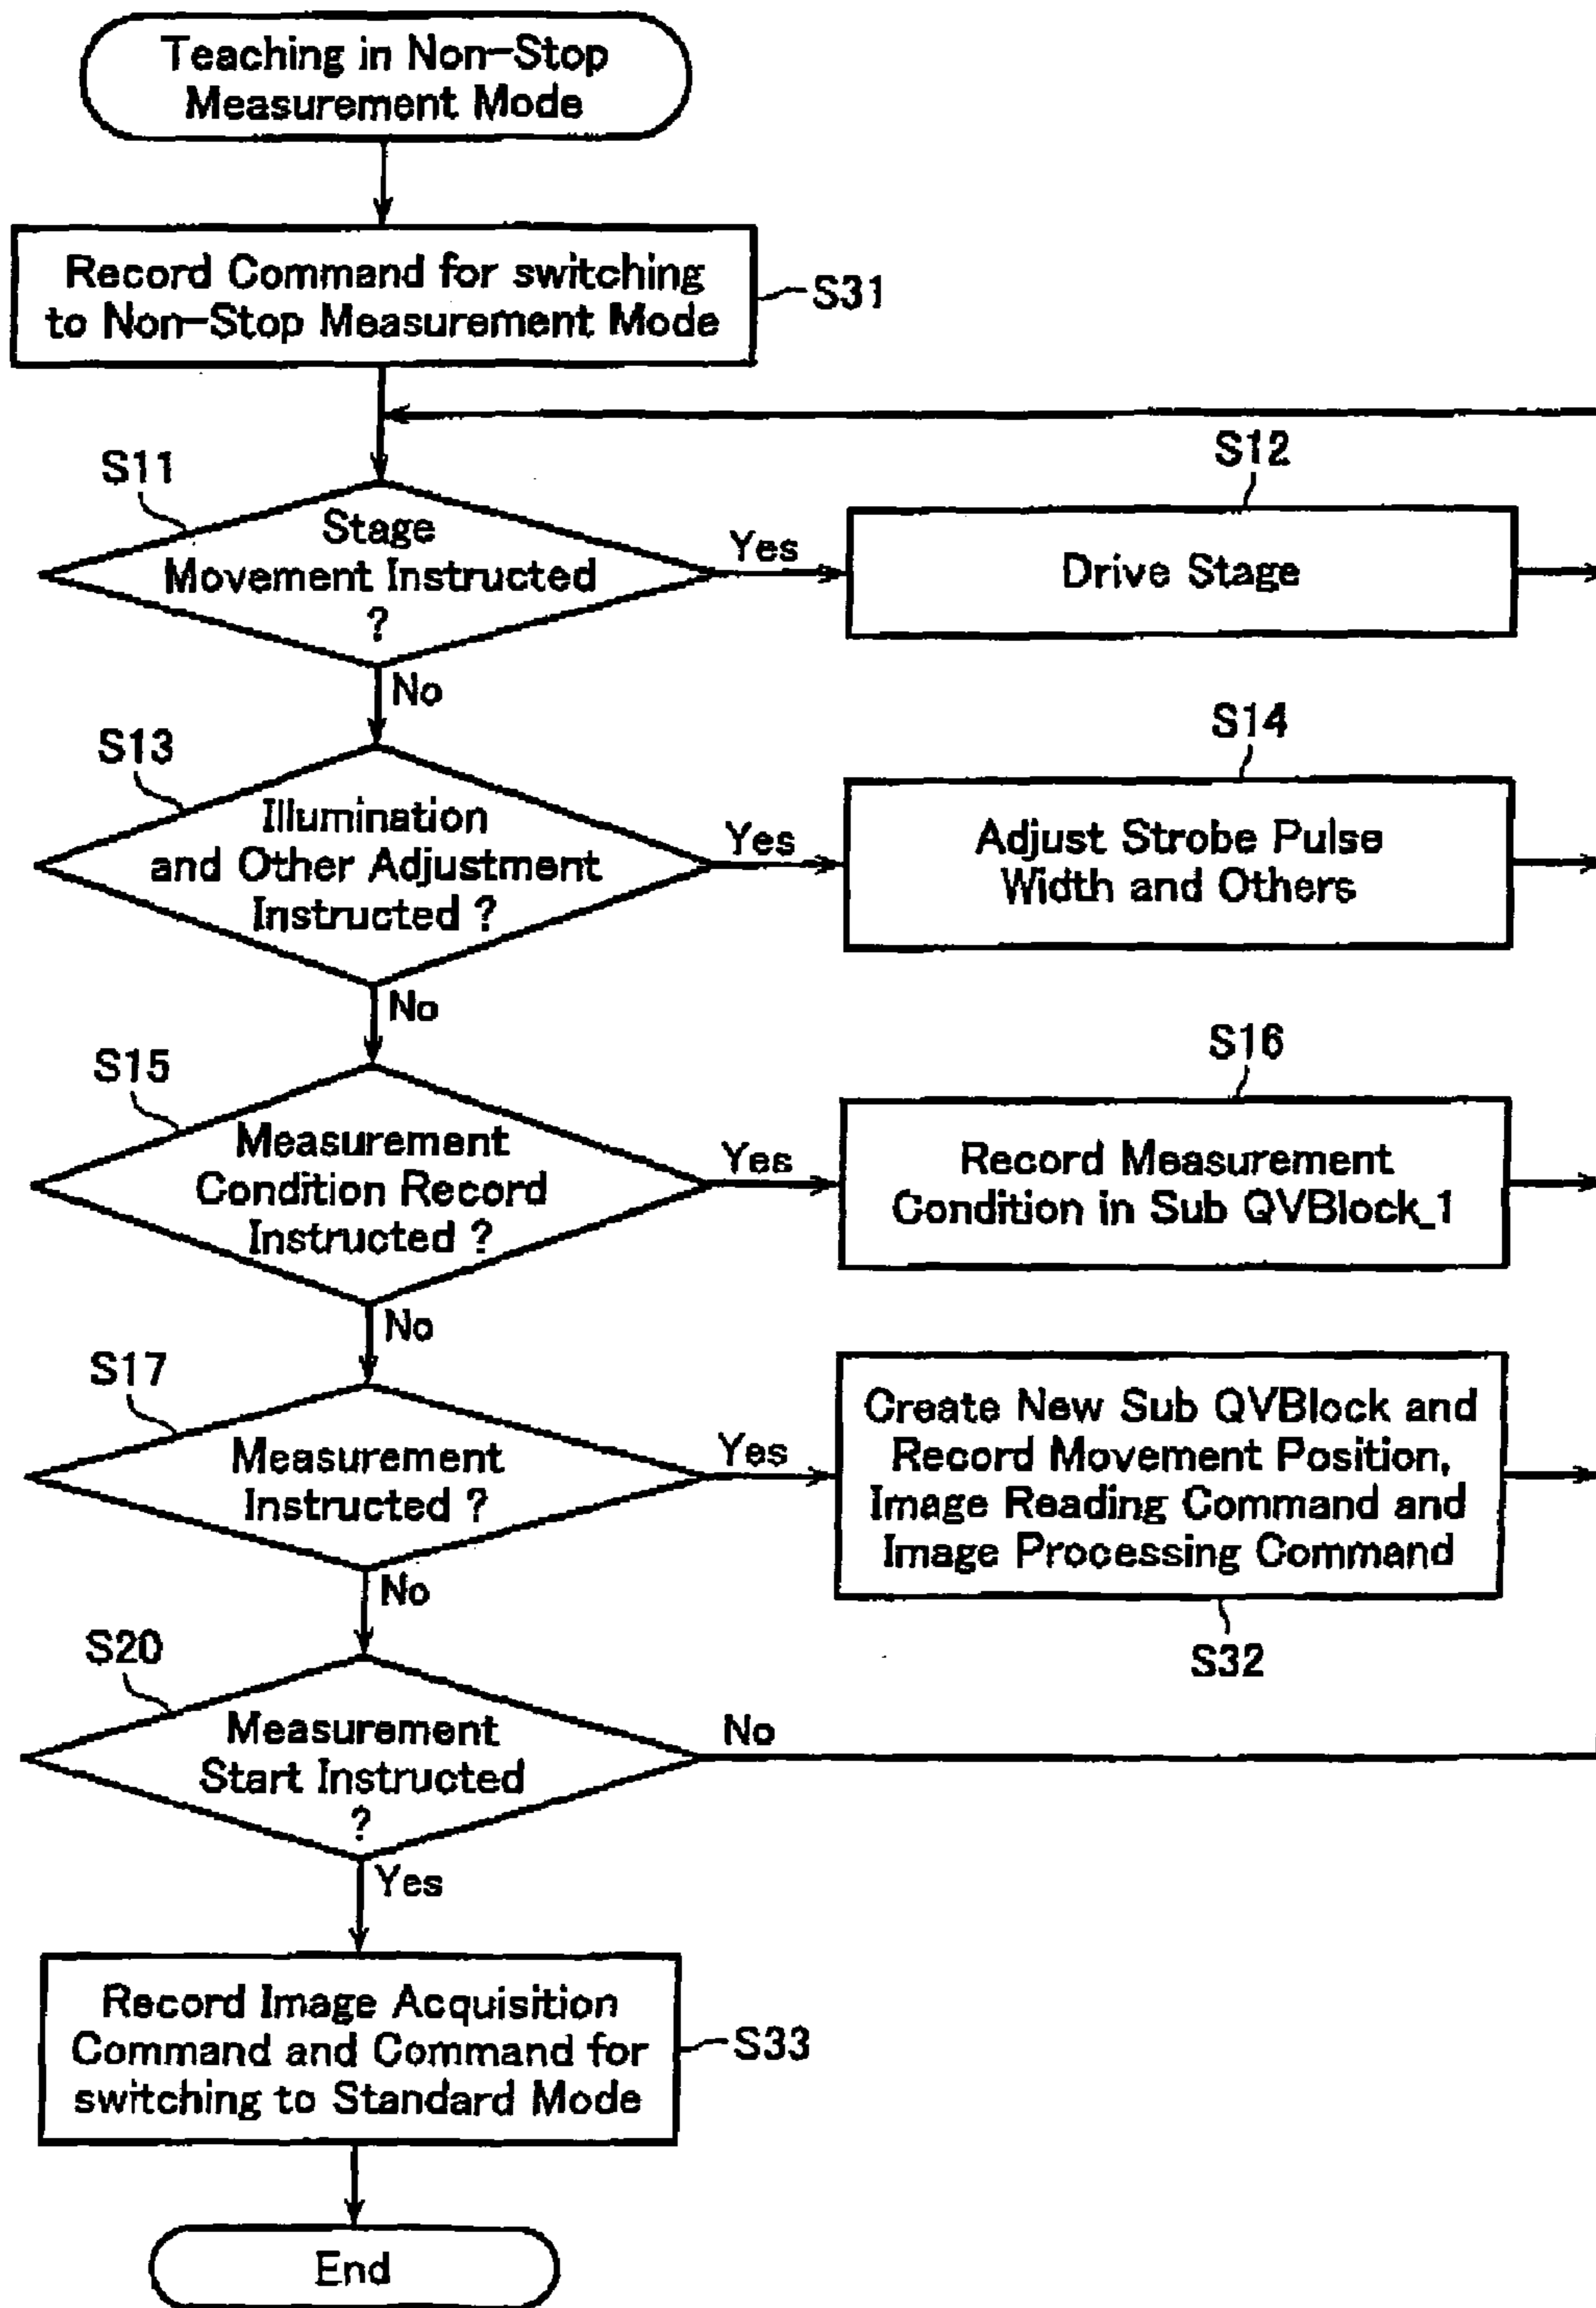 Teaching in Non-Stop
Measurement Mode
Record Command for switching
to Non-Stop Measurement Mode
S31
S11
Stage
Movement Instructed
?
Yes
No
S12
Drive Stage
S13
Illumination
and Other Adjustment
Instructed ?
Yes
No
S14
Adjust Strobe Pulse
Width and Others
S15
Measurement
Condition Record
Instructed ?
Yes
No
S16
Record Measurement
Condition in Sub QVBlock_1
S17
Measurement
Instructed ?
Yes
No
Create New Sub QVBlock and
Record Movement Position,
Image Reading Command and
Image Processing Command
S32
S20
Measurement
Start Instructed
?
No
Yes
Record Image Acquisition
Command and Command for
switching to Standard Mode
S33
End